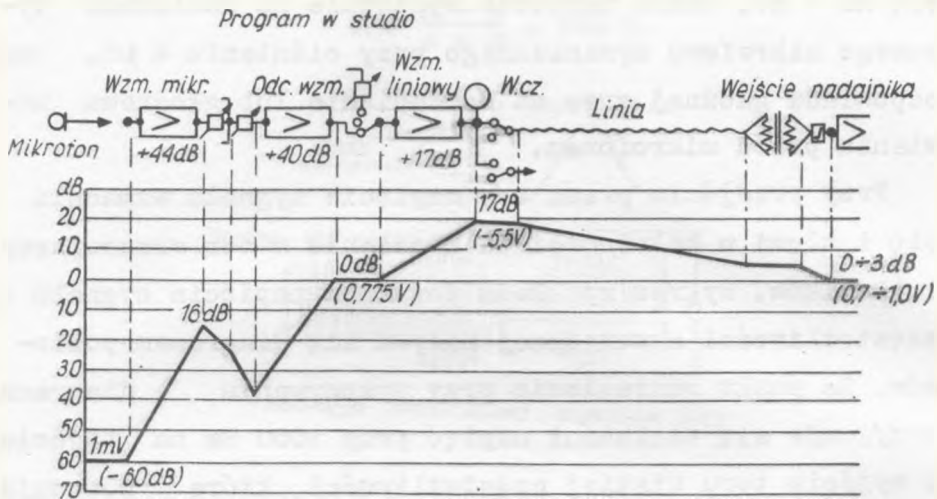 Program w studio
Wzm. mikr.
Odc. wzm.
Wzm. liniowy
Wcz.
Wejście nadajnika
Linia
Mikrofon
+44dB
+40dB
+17dB
dB
20
10
0
10
20
30
40
50
60
70
1mV
(-60dB)
16dB
0dB
(0,775V)
17dB
(~5,5V)
0÷3dB
(0,7÷1,0V)